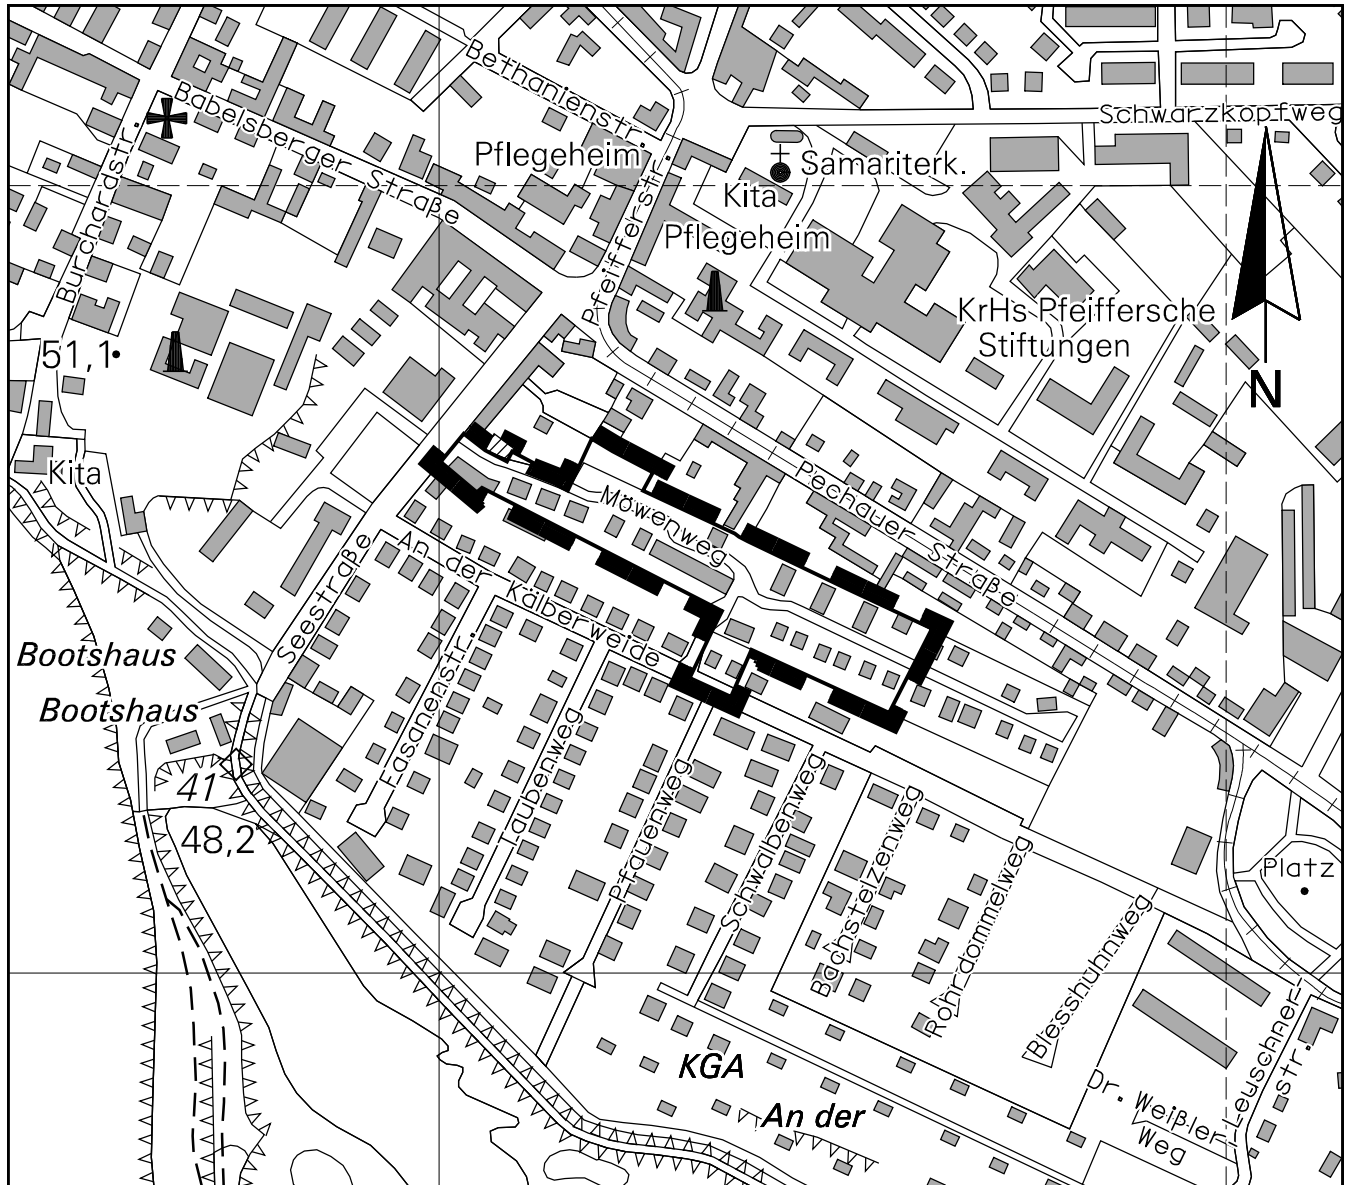 Bethanienstr.
Schwarzkopfweg
Babelsberger Straße
Pflegeheim
Samariterk.
Kita
Pflegeheim
Burchardstr.
Pfeifferstr.
KrHs Pfeiffersche
Stiftungen
51,1
N
Kita
Möwenweg
Pechauer Straße
An der Kälberweide
Seestraße
Bootshaus
Bootshaus
Fasanenstr.
Laubenweg
Pfauenweg
Schwalbenweg
Bachstelzenweg
Rohrdommelweg
Blesshuhnweg
41
48,2
Platz
KGA
An der
Dr. Weißler
Weg
Leuschner-
str.